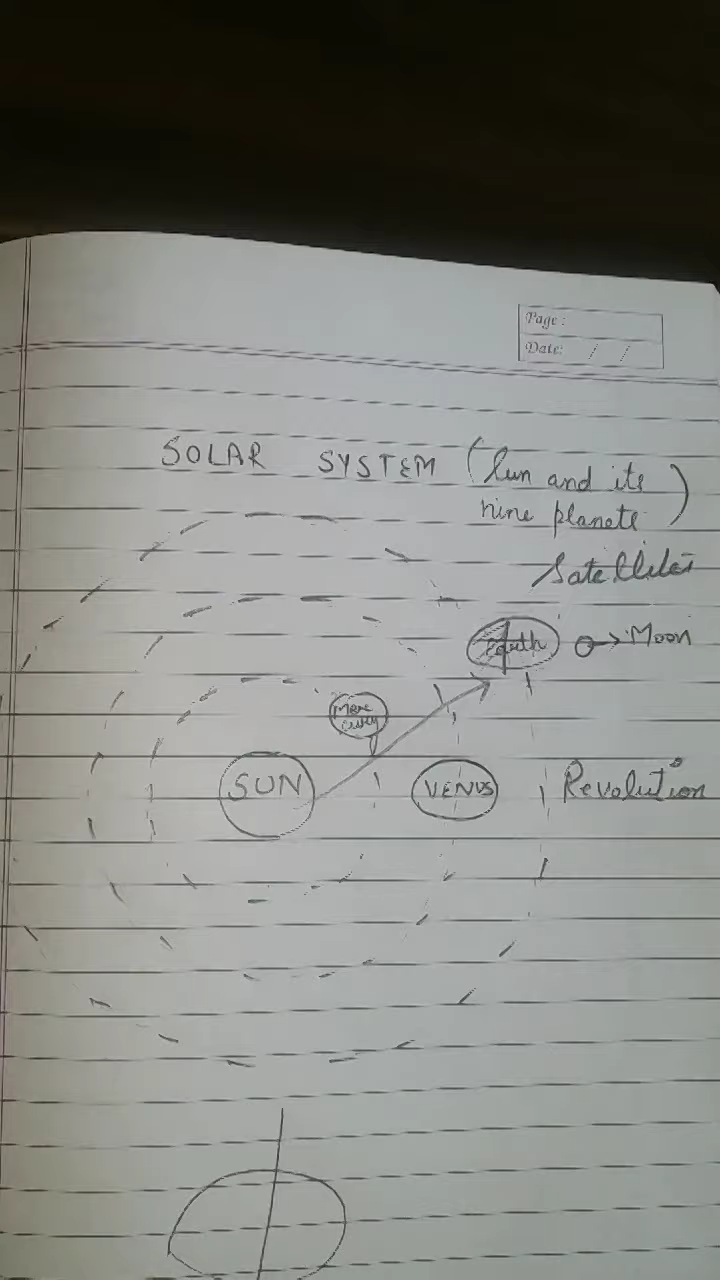 Page :
Date: / /
SOLAR SYSTEM (Sun and its
nine planets)
Satellites
Earth Moon
Mercury
SUN VENUS Revolution